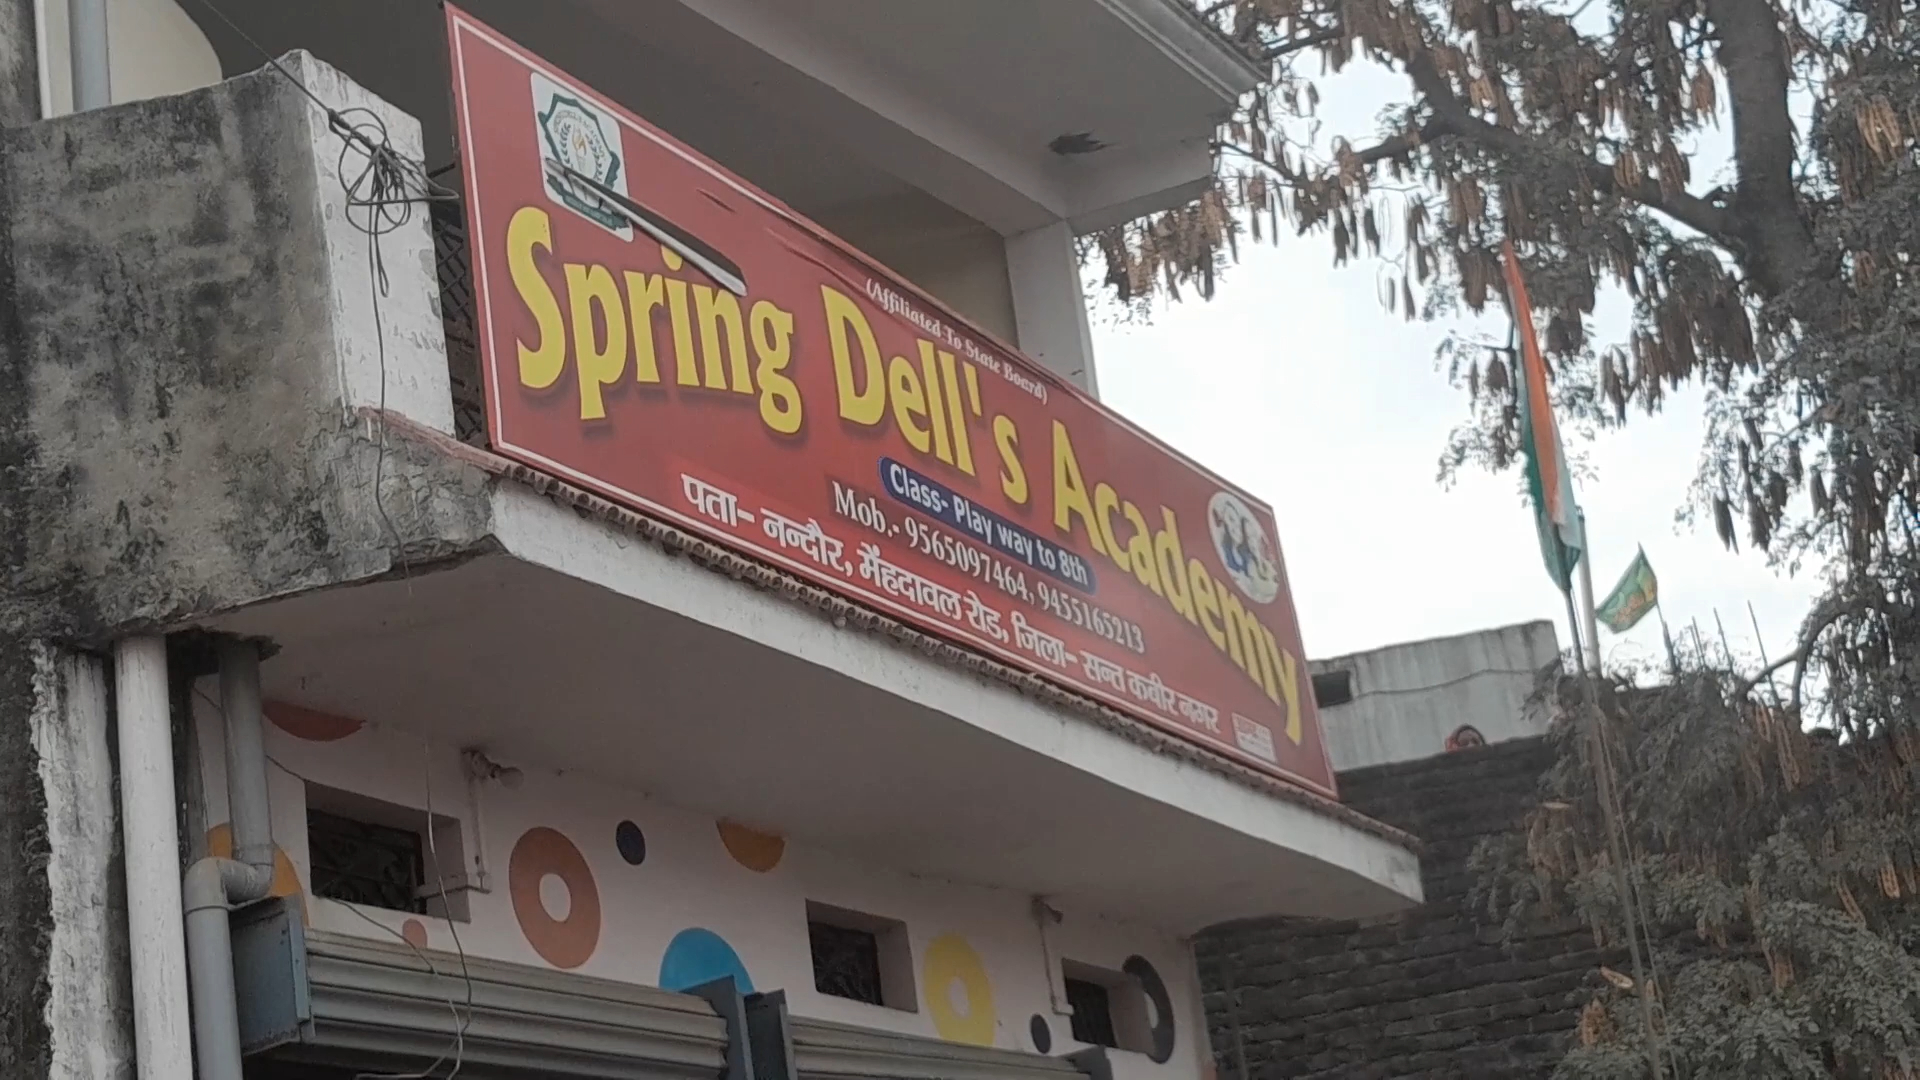 (Affiliated To State Board)
Spring Dell's Academy
Class- Play way to 8th
Mob.- 9565097464, 9455165213
पता- नन्दौर, मेंहदावल रोड, जिला- सन्त कबीर नगर